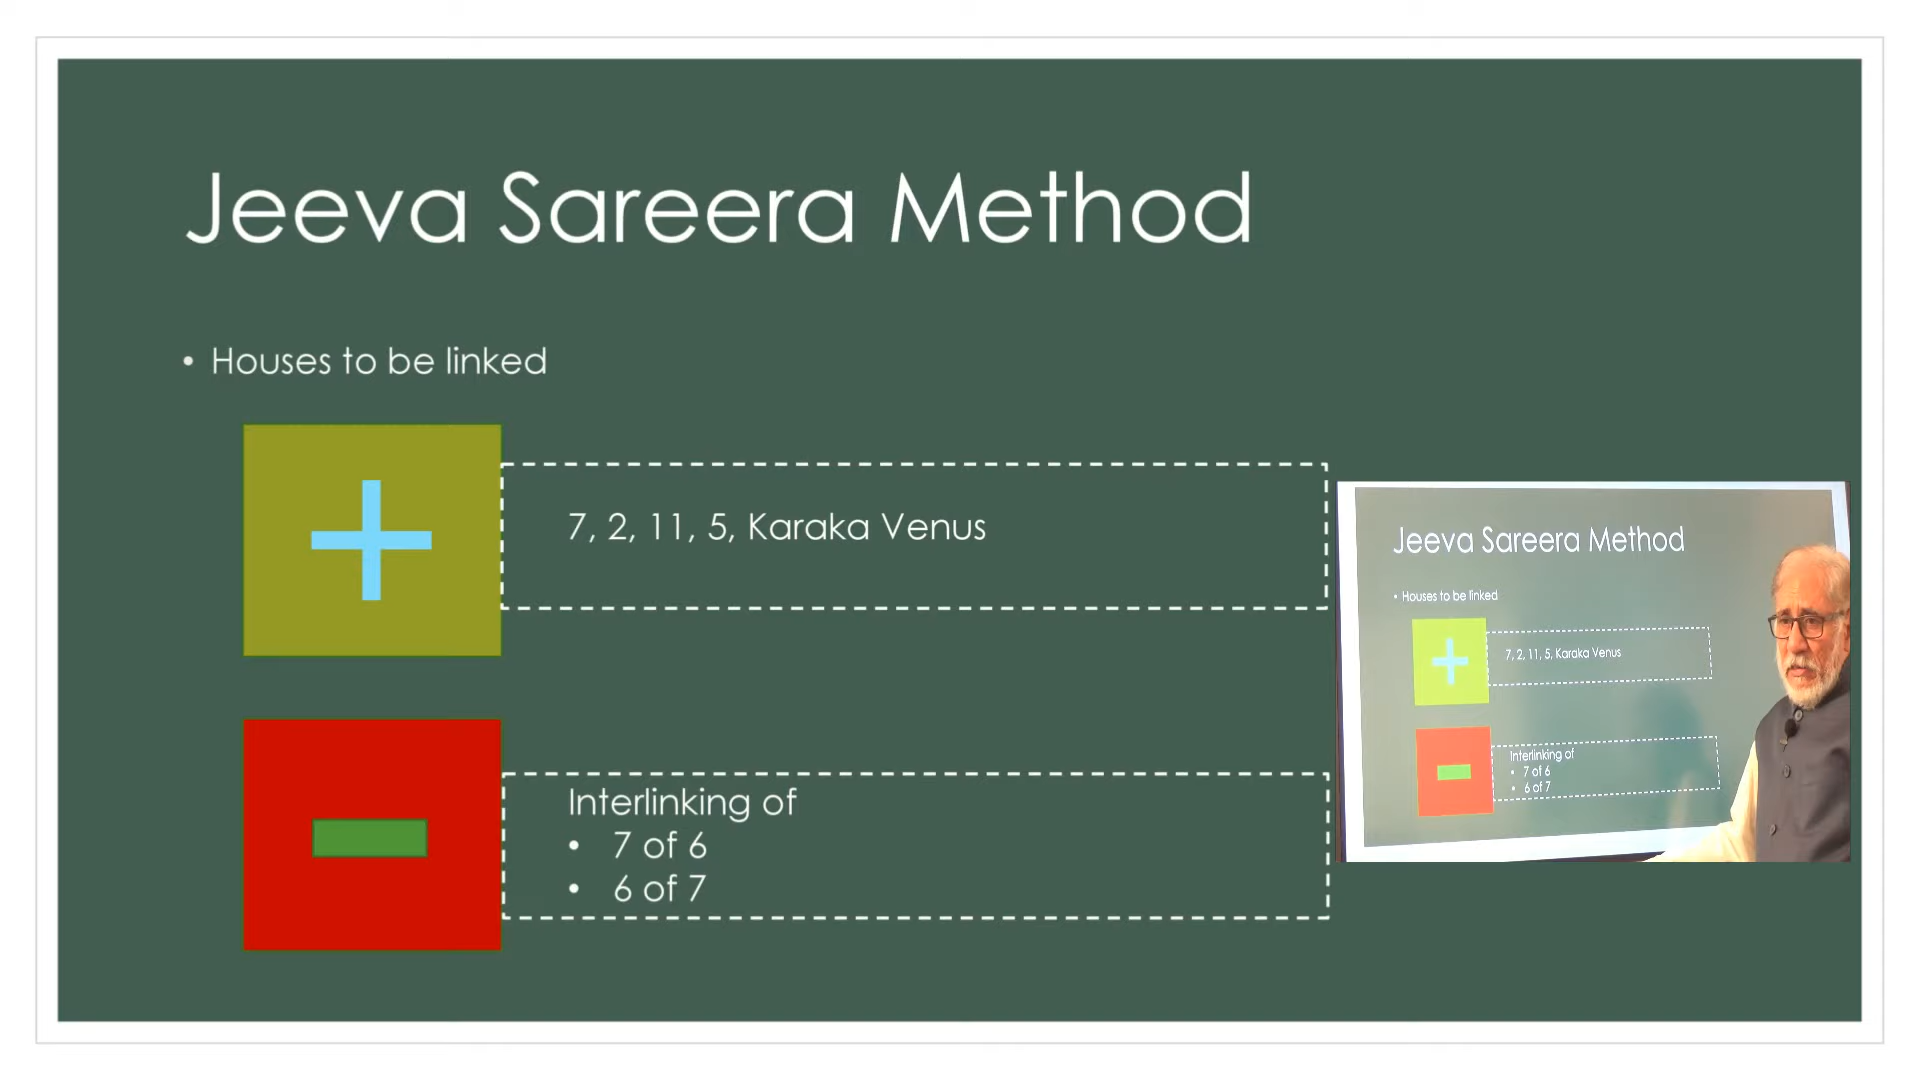 Jeeva Sareera Method
• Houses to be linked
7, 2, 11, 5, Karaka Venus
Interlinking of
• 7 of 6
• 6 of 7
Jeeva Sareera Method
• Houses to be linked
7, 2, 11, 5, Karaka Venus
Interlinking of
• 7 of 6
• 6 of 7